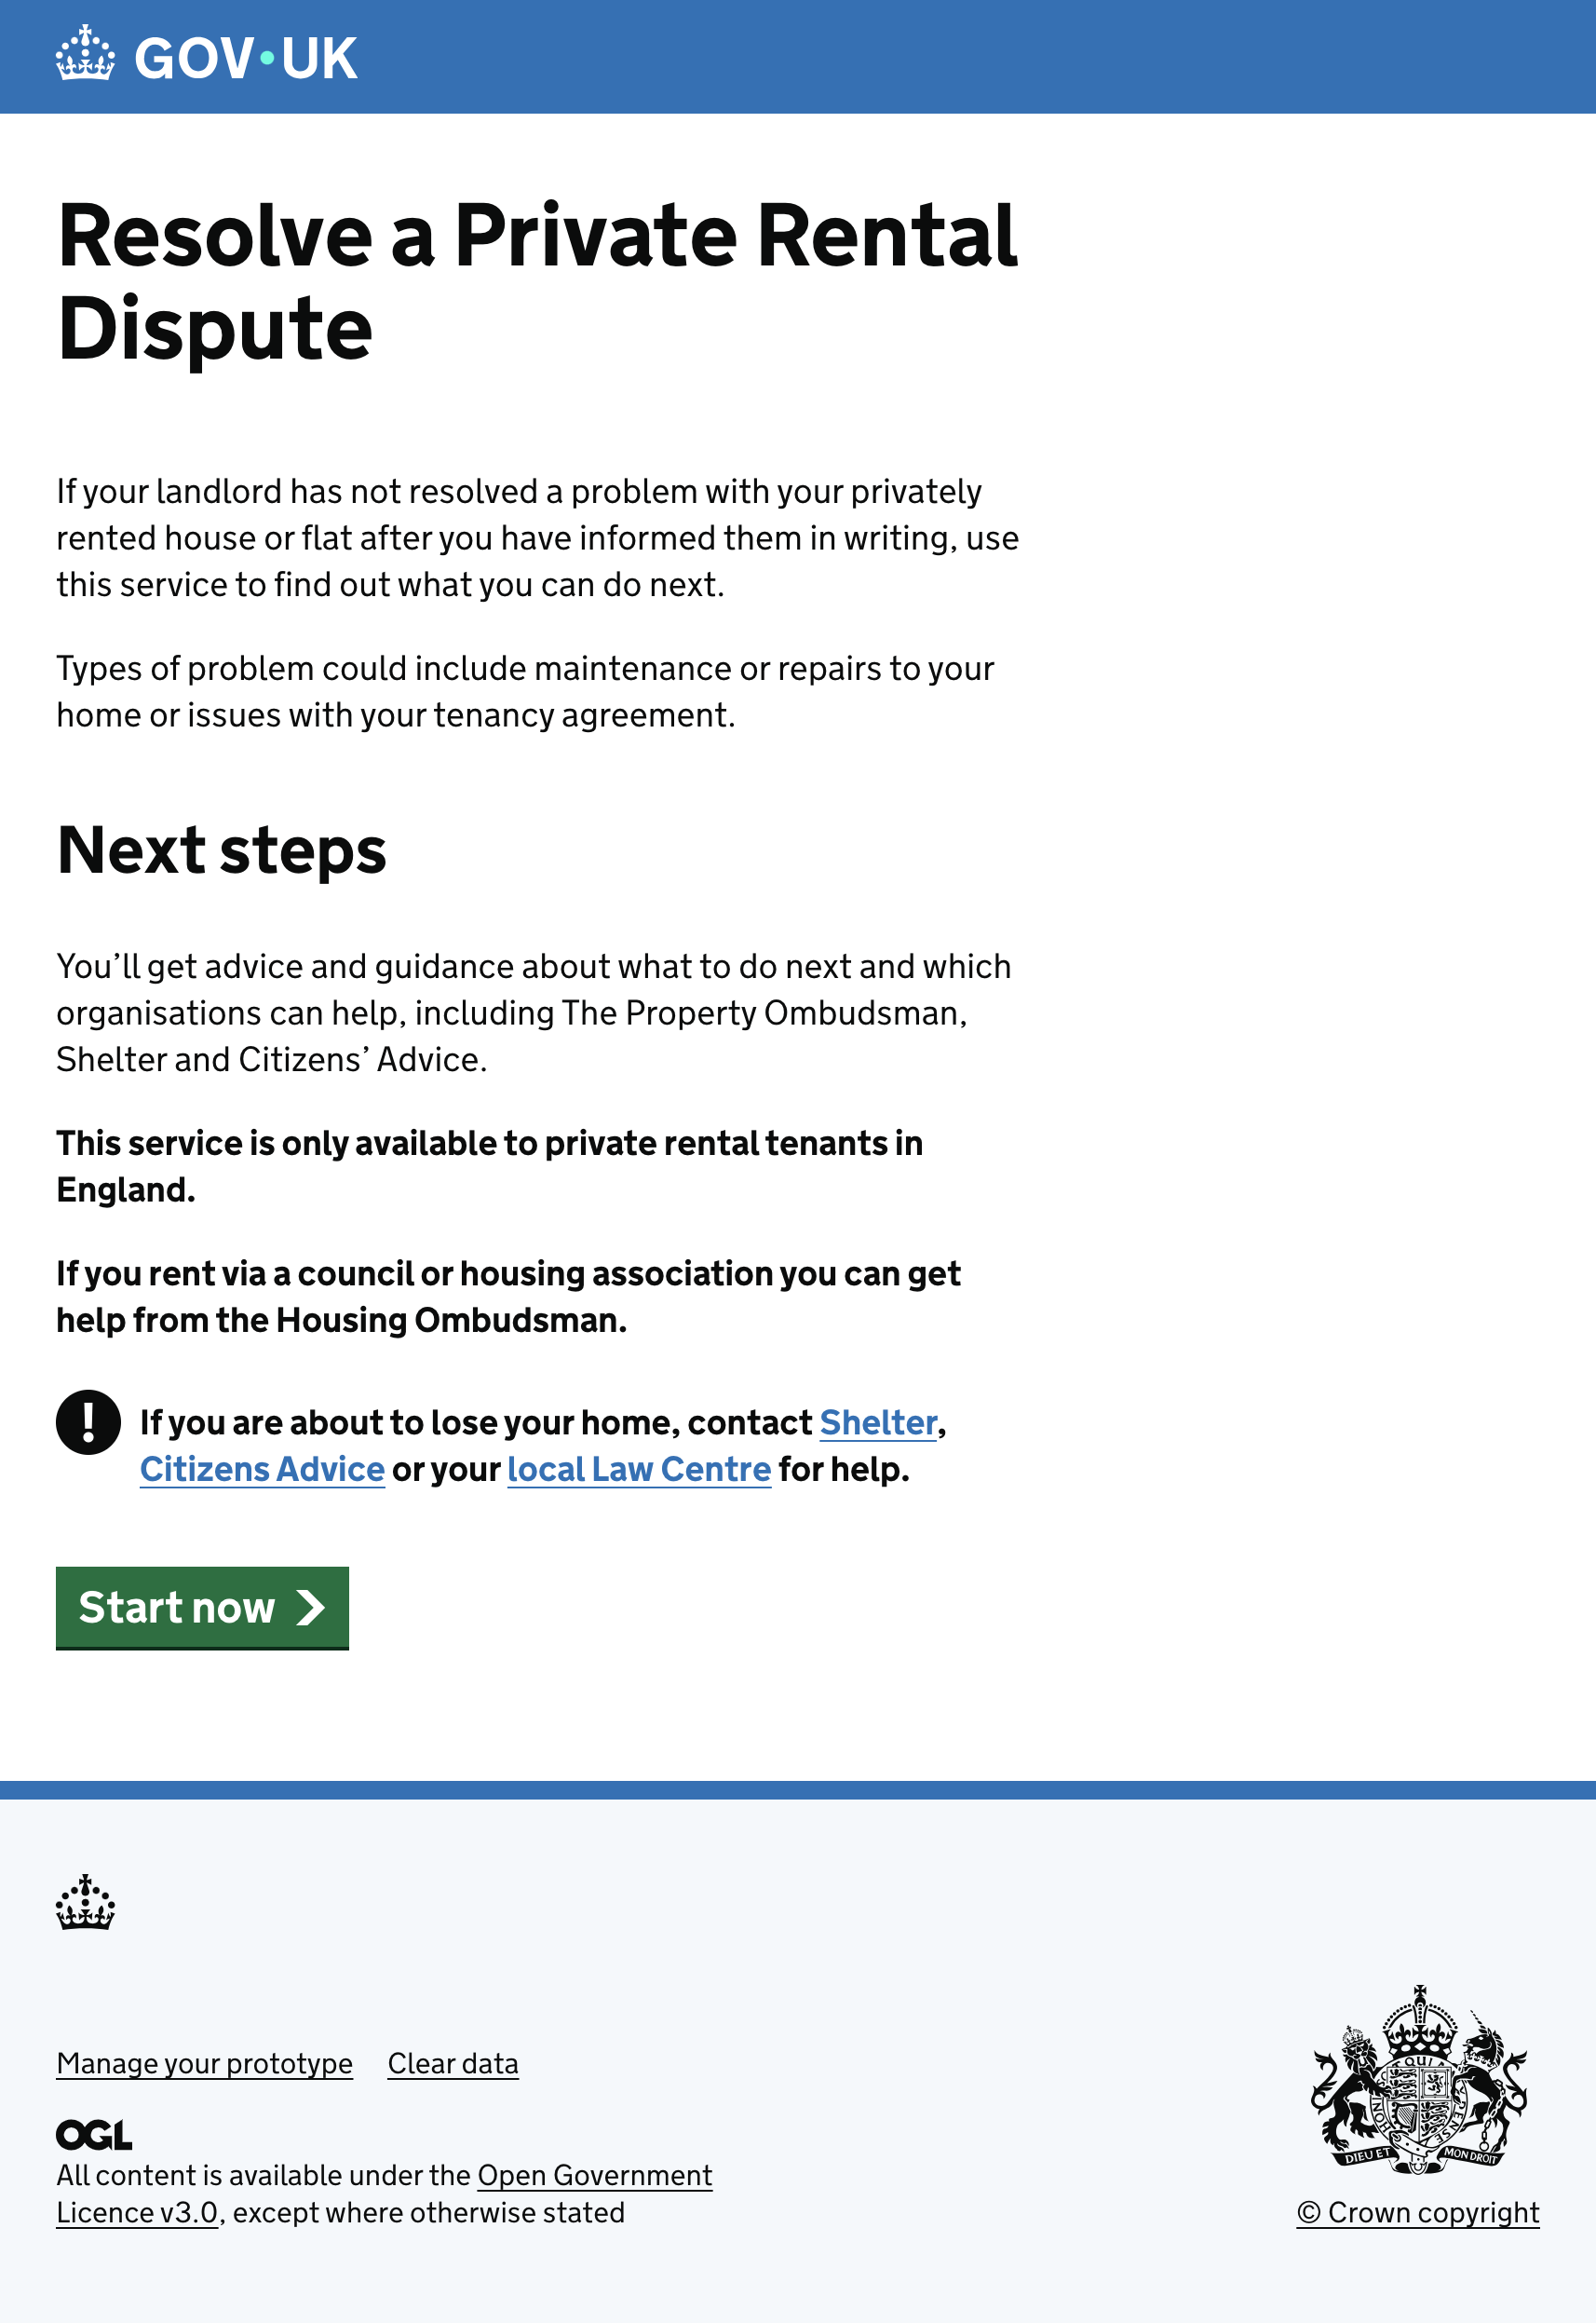 GOV·UK
Resolve a Private Rental
Dispute
If your landlord has not resolved a problem with your privately
rented house or flat after you have informed them in writing, use
this service to find out what you can do next.
Types of problem could include maintenance or repairs to your
home or issues with your tenancy agreement.
Next steps
You’ll get advice and guidance about what to do next and which
organisations can help, including The Property Ombudsman,
Shelter and Citizens’ Advice.
This service is only available to private rental tenants in
England.
If you rent via a council or housing association you can get
help from the Housing Ombudsman.
! If you are about to lose your home, contact Shelter,
Citizens Advice or your local Law Centre for help.
Start now
Manage your prototype Clear data
OGL
All content is available under the Open Government
Licence v3.0, except where otherwise stated
DIEU ET MON DROIT
© Crown copyright